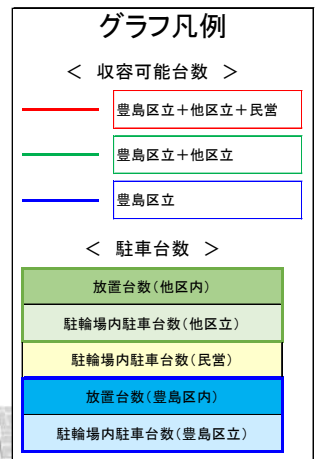 グラフ凡例
＜ 収容可能台数 ＞
豊島区立＋他区立＋民営
豊島区立＋他区立
豊島区立
＜ 駐車台数 ＞
放置台数（他区内）
駐輪場内駐車台数（他区立）
駐輪場内駐車台数（民営）
放置台数（豊島区内）
駐輪場内駐車台数（豊島区立）